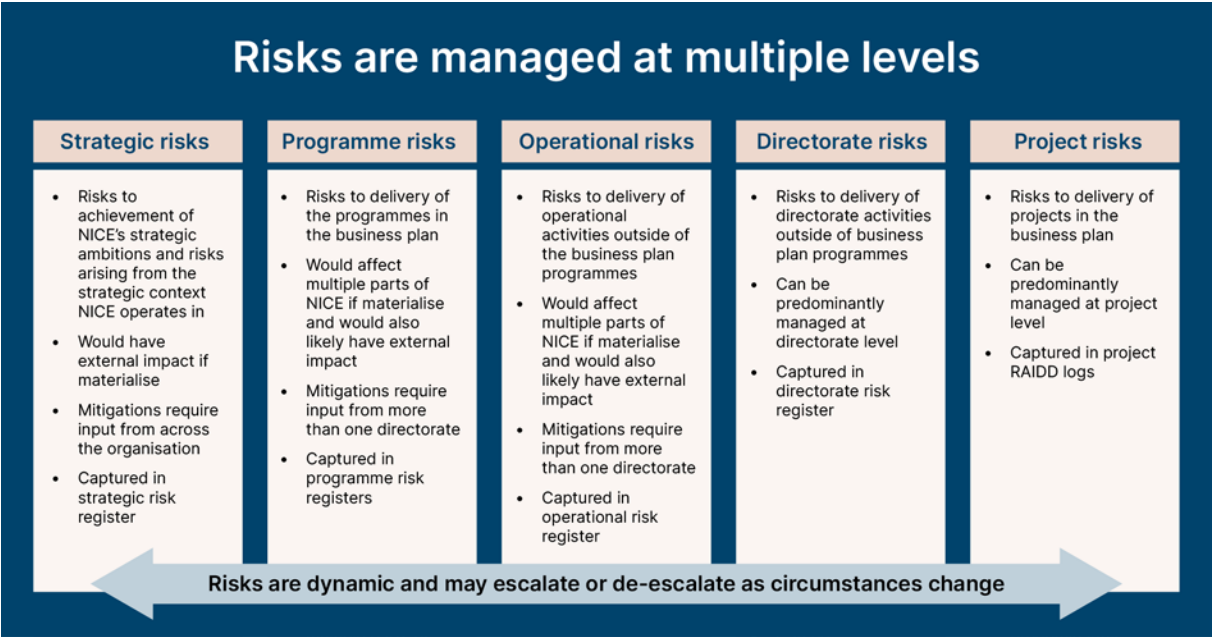 Risks are managed at multiple levels
Strategic risks
• Risks to
achievement of
NICE's strategic
ambitions and risks
arising from the
strategic context
NICE operates in
• Would have
external impact if
materialise
• Mitigations require
input from across
the organisation
• Captured in
strategic risk
register
Programme risks
• Risks to delivery of
the programmes in
the business plan
• Would affect
multiple parts of
NICE if materialise
and would also
likely have external
impact
• Mitigations require
input from more
than one directorate
• Captured in
programme risk
registers
Operational risks
• Risks to delivery of
operational
activities outside of
the business plan
programmes
• Would affect
multiple parts of
NICE if materialise
and would also
likely have external
impact
• Mitigations require
input from more
than one directorate
• Captured in
operational risk
register
Directorate risks
• Risks to delivery of
directorate activities
outside of business
plan programmes
• Can be
predominantly
managed at
directorate level
• Captured in
directorate risk
register
Project risks
• Risks to delivery of
projects in the
business plan
• Can be
predominantly
managed at project
level
• Captured in project
RAIDD logs
Risks are dynamic and may escalate or de-escalate as circumstances change